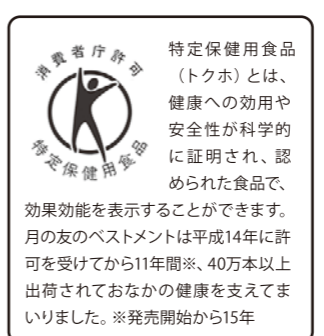 消費者庁許可
特定保健用食品
特定保健用食品
（トクホ）とは、
健康への効用や
安全性が科学的
に証明され、認
められた食品で、
効果効能を表示することができます。
月の友のベストメントは平成14年に許
可を受けてから11年間※、40万本以上
出荷されておなかの健康を支えてま
いりました。※発売開始から15年